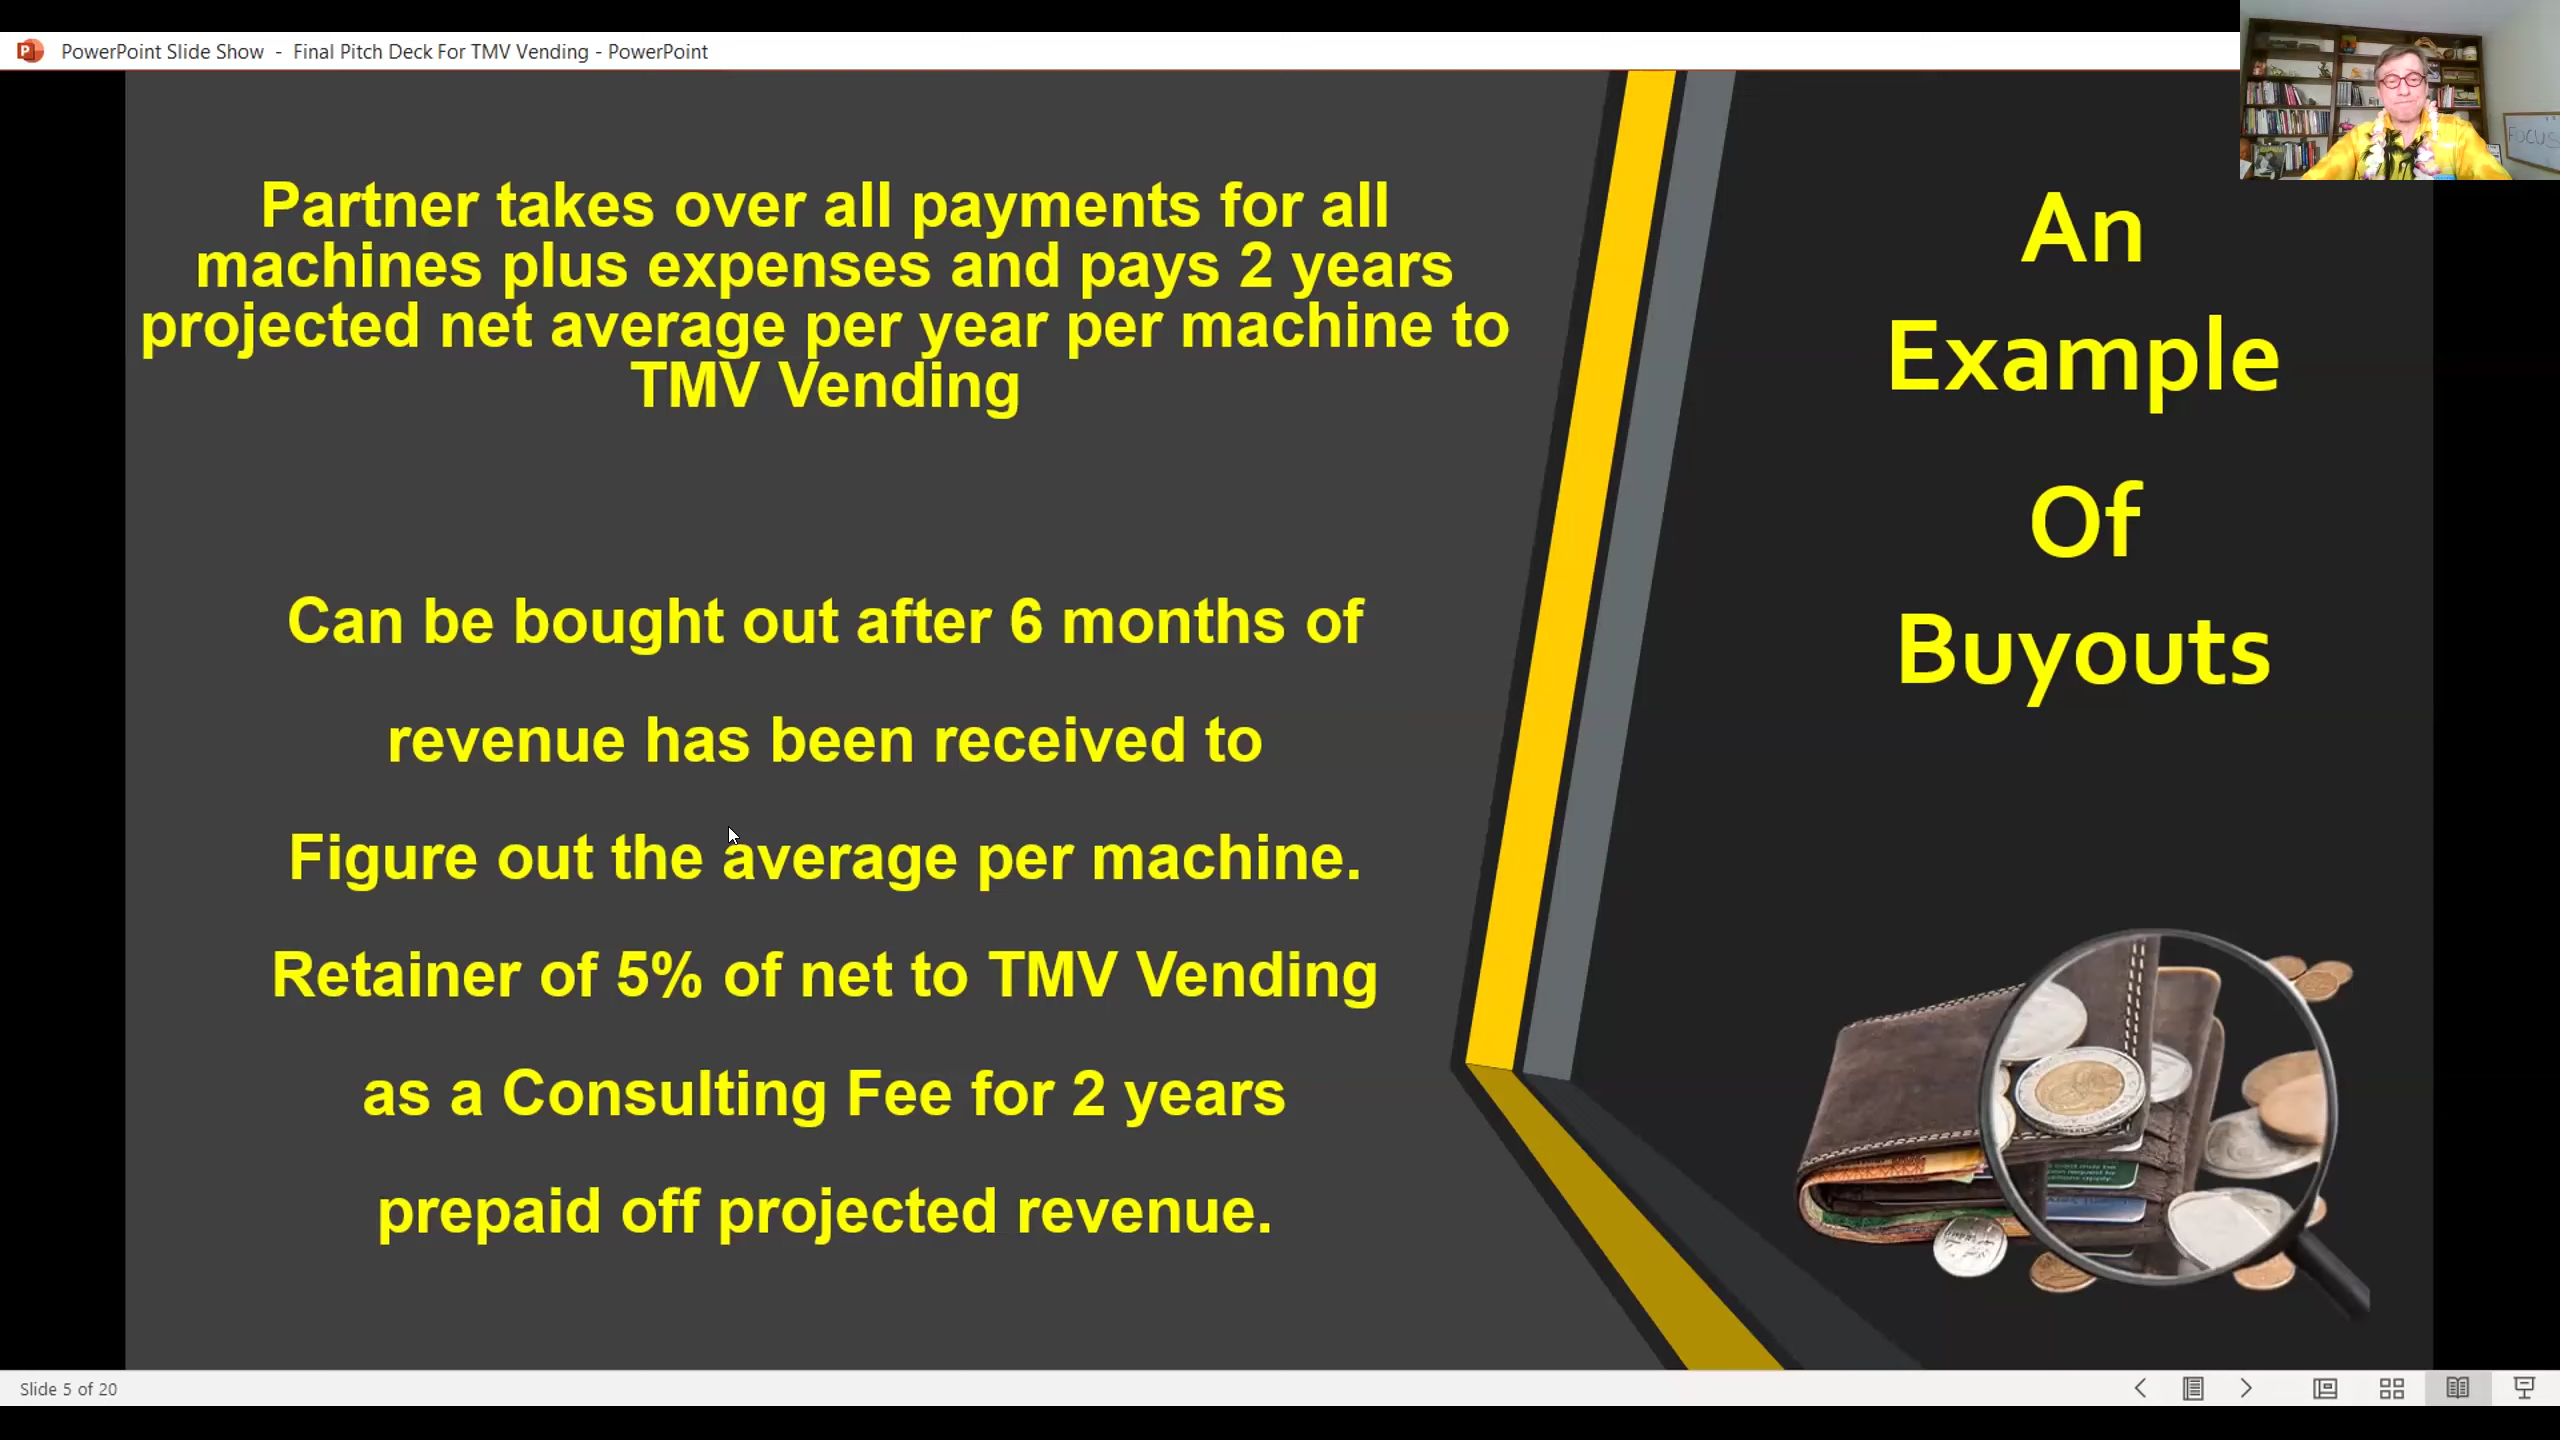 PowerPoint Slide Show - Final Pitch Deck For TMV Vending - PowerPoint
FOCUS
Partner takes over all payments for all
machines plus expenses and pays 2 years
projected net average per year per machine to
TMV Vending
Can be bought out after 6 months of
revenue has been received to
Figure out the average per machine.
Retainer of 5% of net to TMV Vending
as a Consulting Fee for 2 years
prepaid off projected revenue.
An
Example
Of
Buyouts
Slide 5 of 20